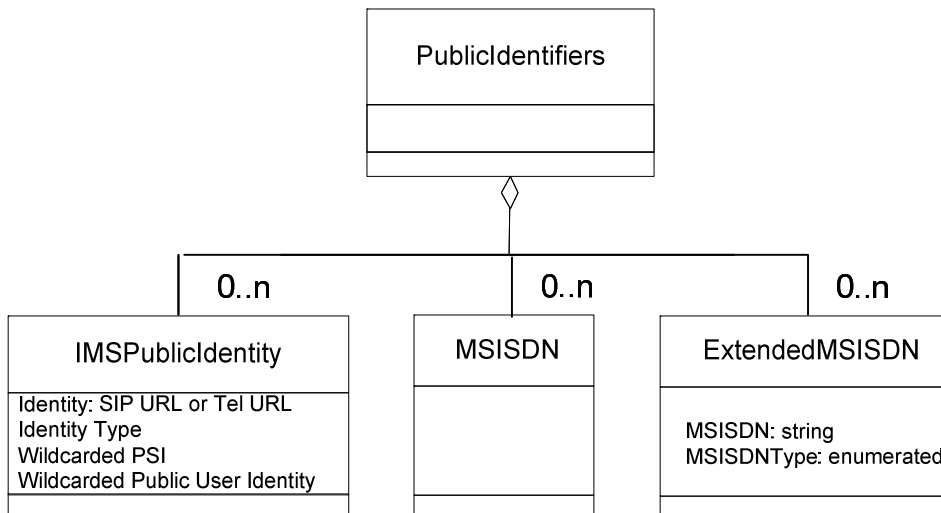 PublicIdentifiers
0..n
0..n
0..n
IMSPublicIdentity
MSISDN
ExtendedMSISDN
Identity: SIP URL or Tel URL
Identity Type
Wildcarded PSI
Wildcarded Public User Identity
MSISDN: string
MSISDNType: enumerated